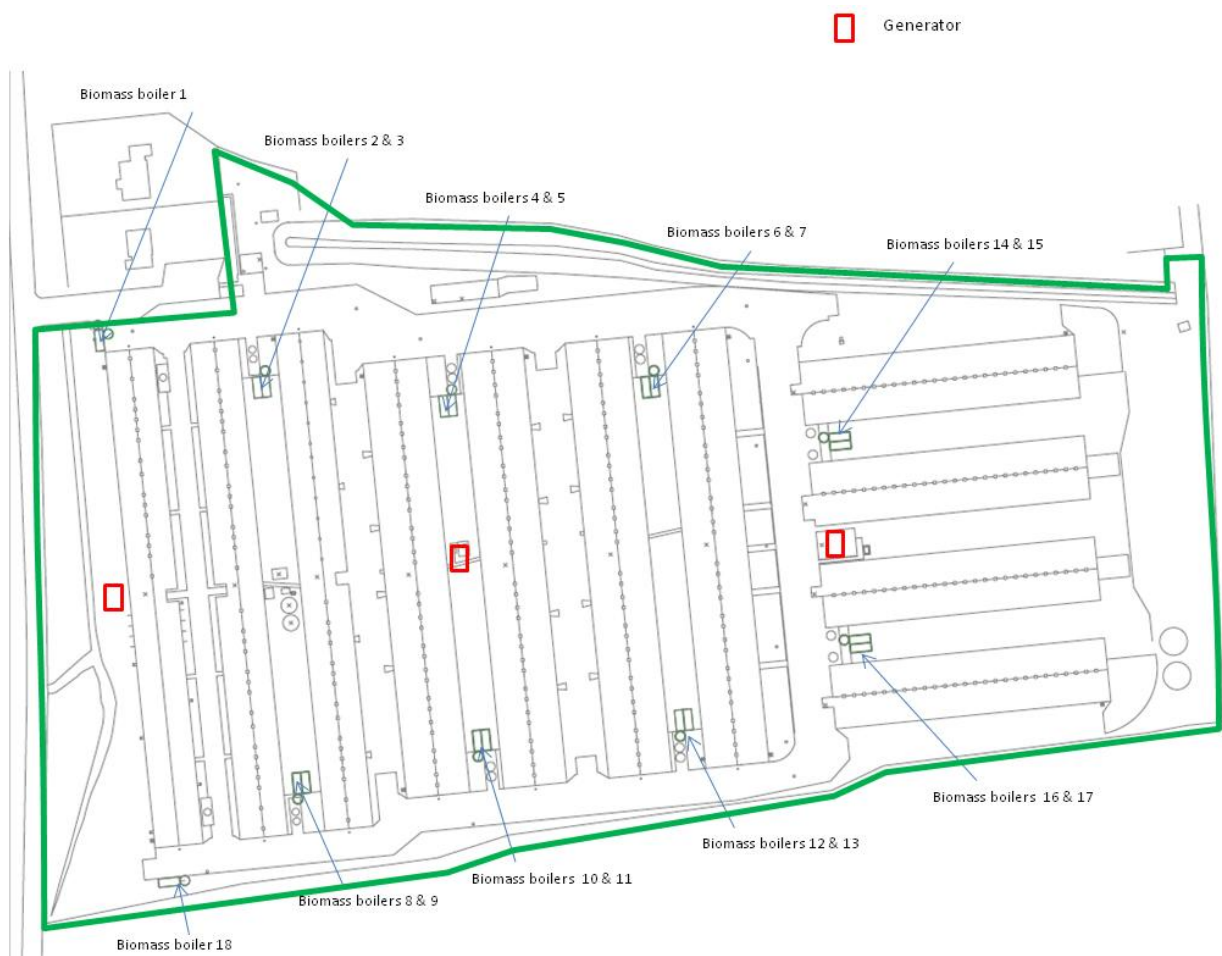 Generator
Biomass boiler 1
Biomass boilers 2 & 3
Biomass boilers 4 & 5
Biomass boilers 6 & 7
Biomass boilers 14 & 15
Biomass boilers 16 & 17
Biomass boilers 12 & 13
Biomass boilers 10 & 11
Biomass boilers 8 & 9
Biomass boiler 18